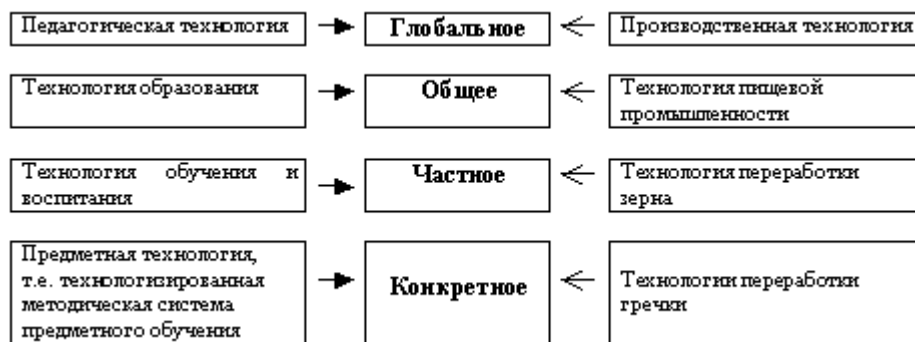 Педагогическая технология
Глобальное
Производственная технология
Технология образования
Общее
Технология пищевой
промышленности
Технология обучения и
воспитания
Частное
Технология переработки
зерна
Предметная технология,
т.е. технологизированная
методическая система
предметного обучения
Конкретное
Технологии переработки
гречки